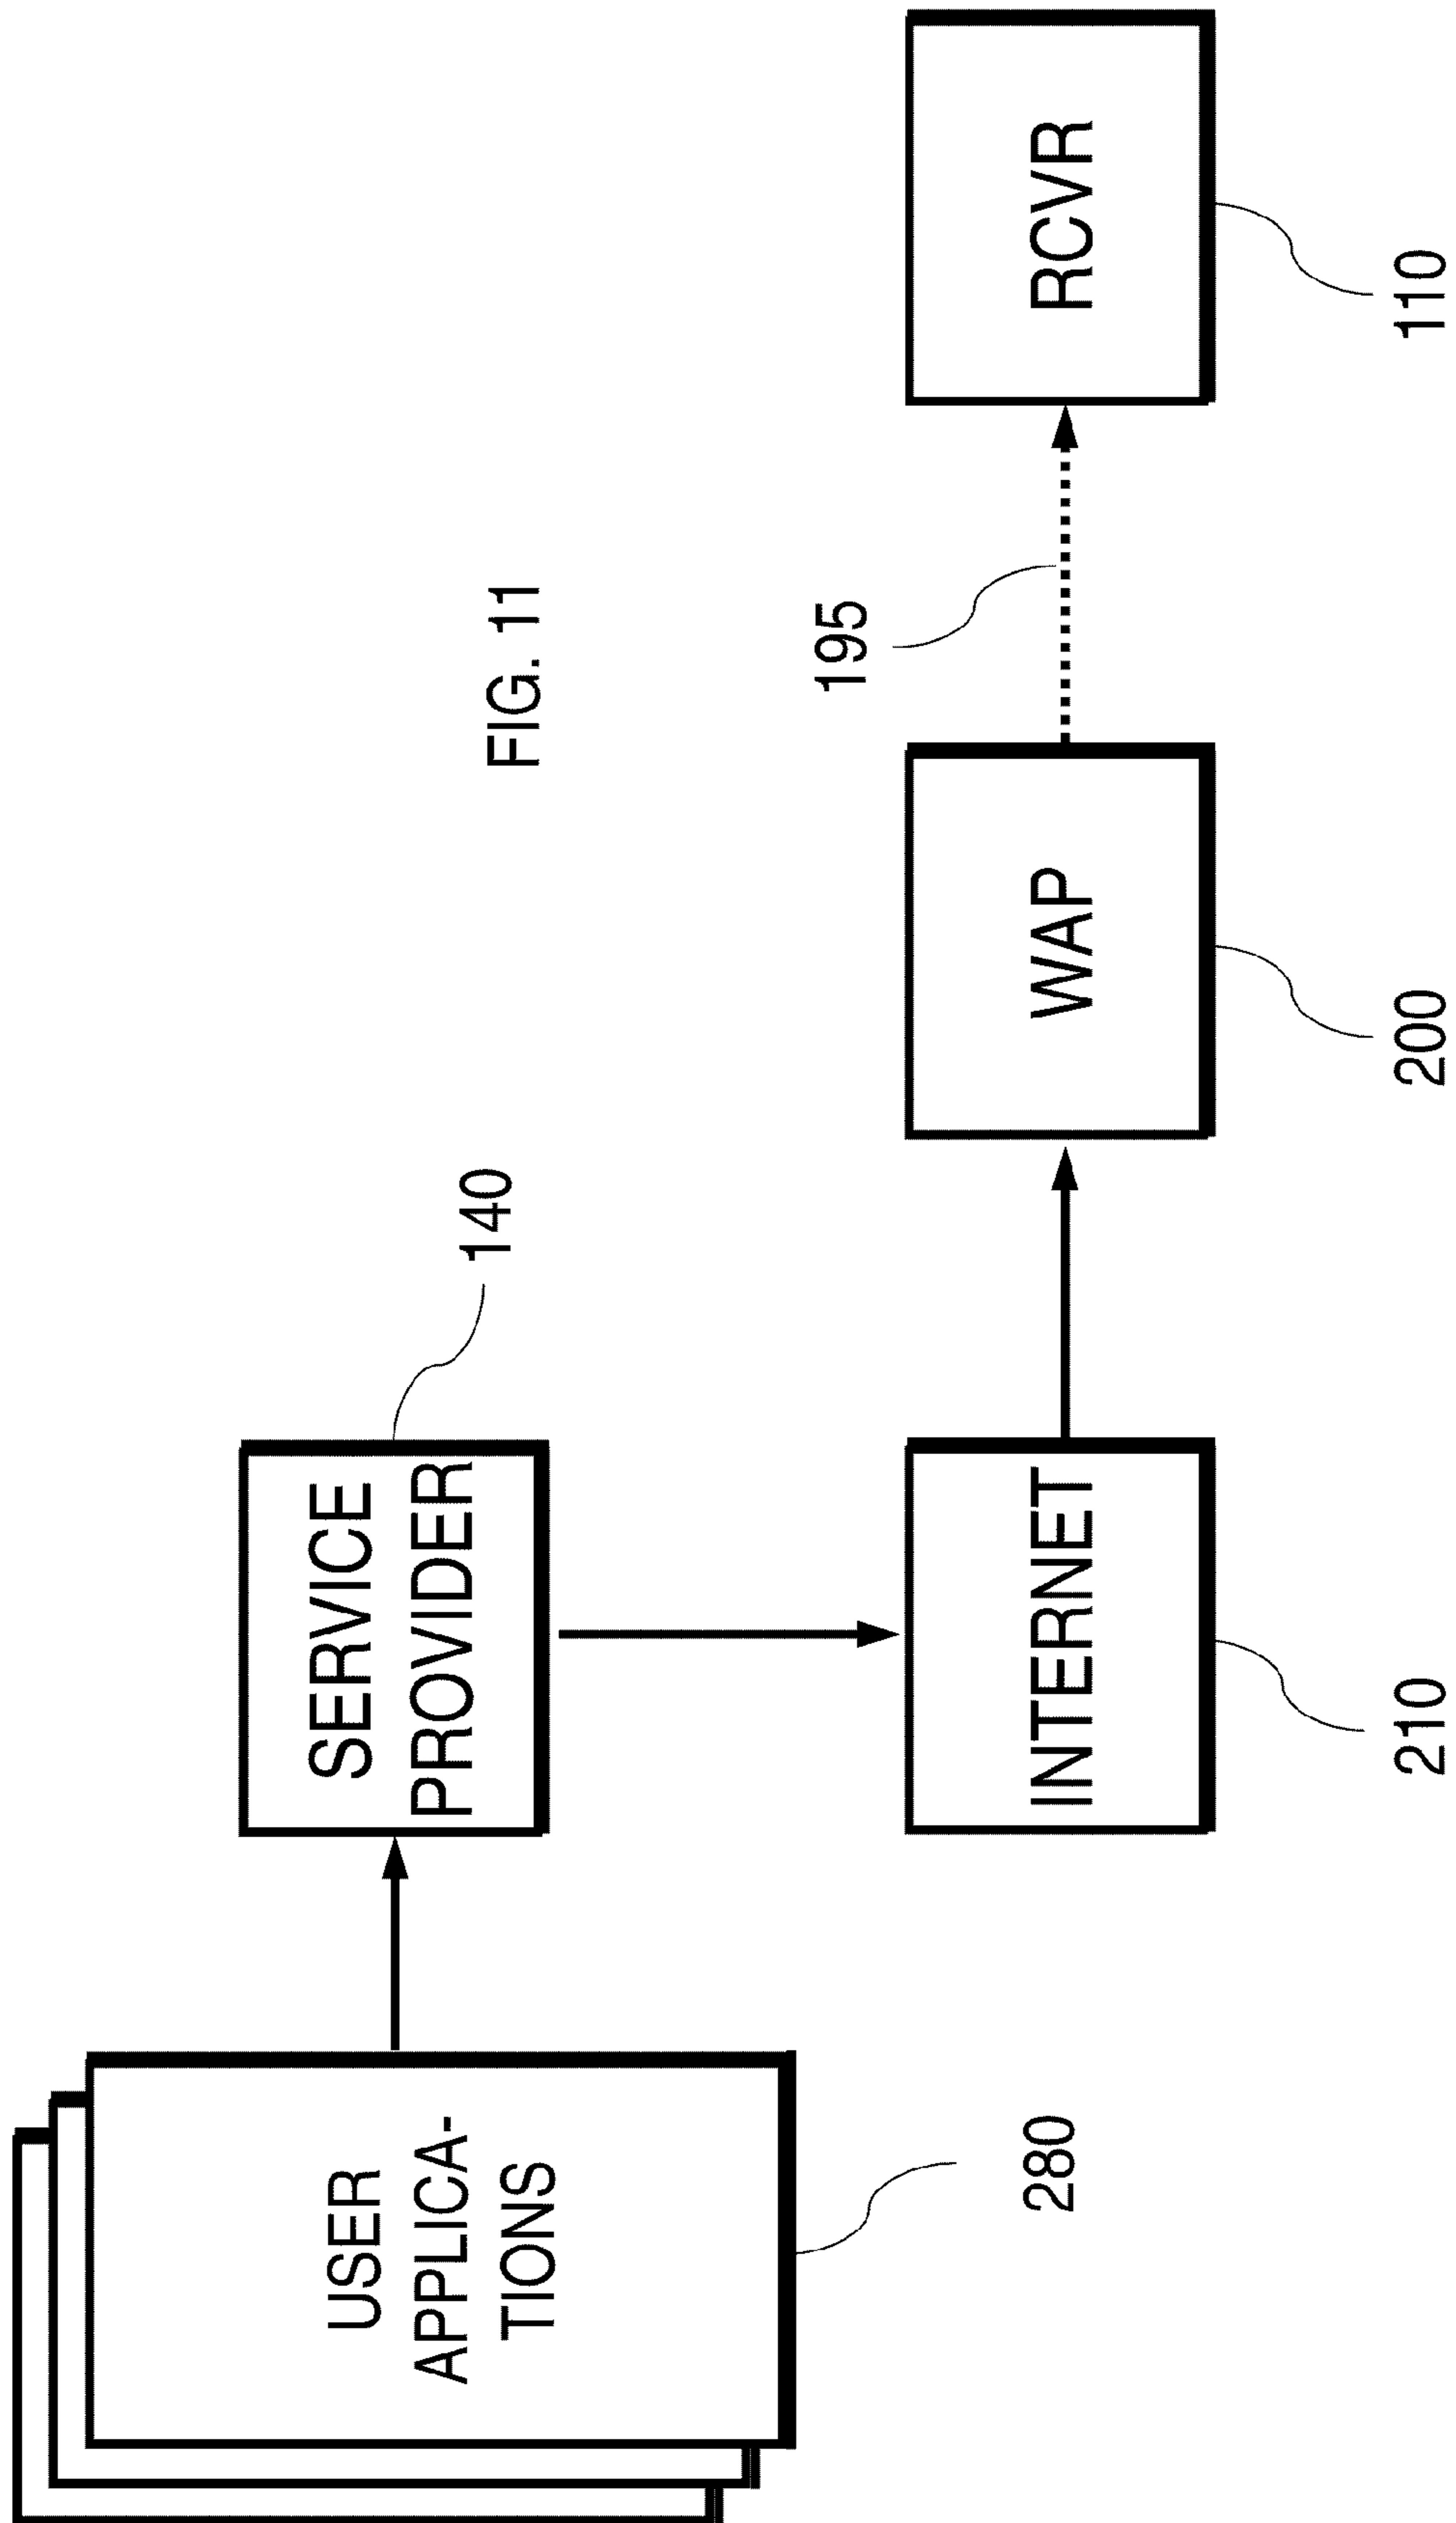 FIG. 11
USER
APPLICA-
TIONS
280
SERVICE
PROVIDER
140
INTERNET
210
WAP
200
195
RCVR
110